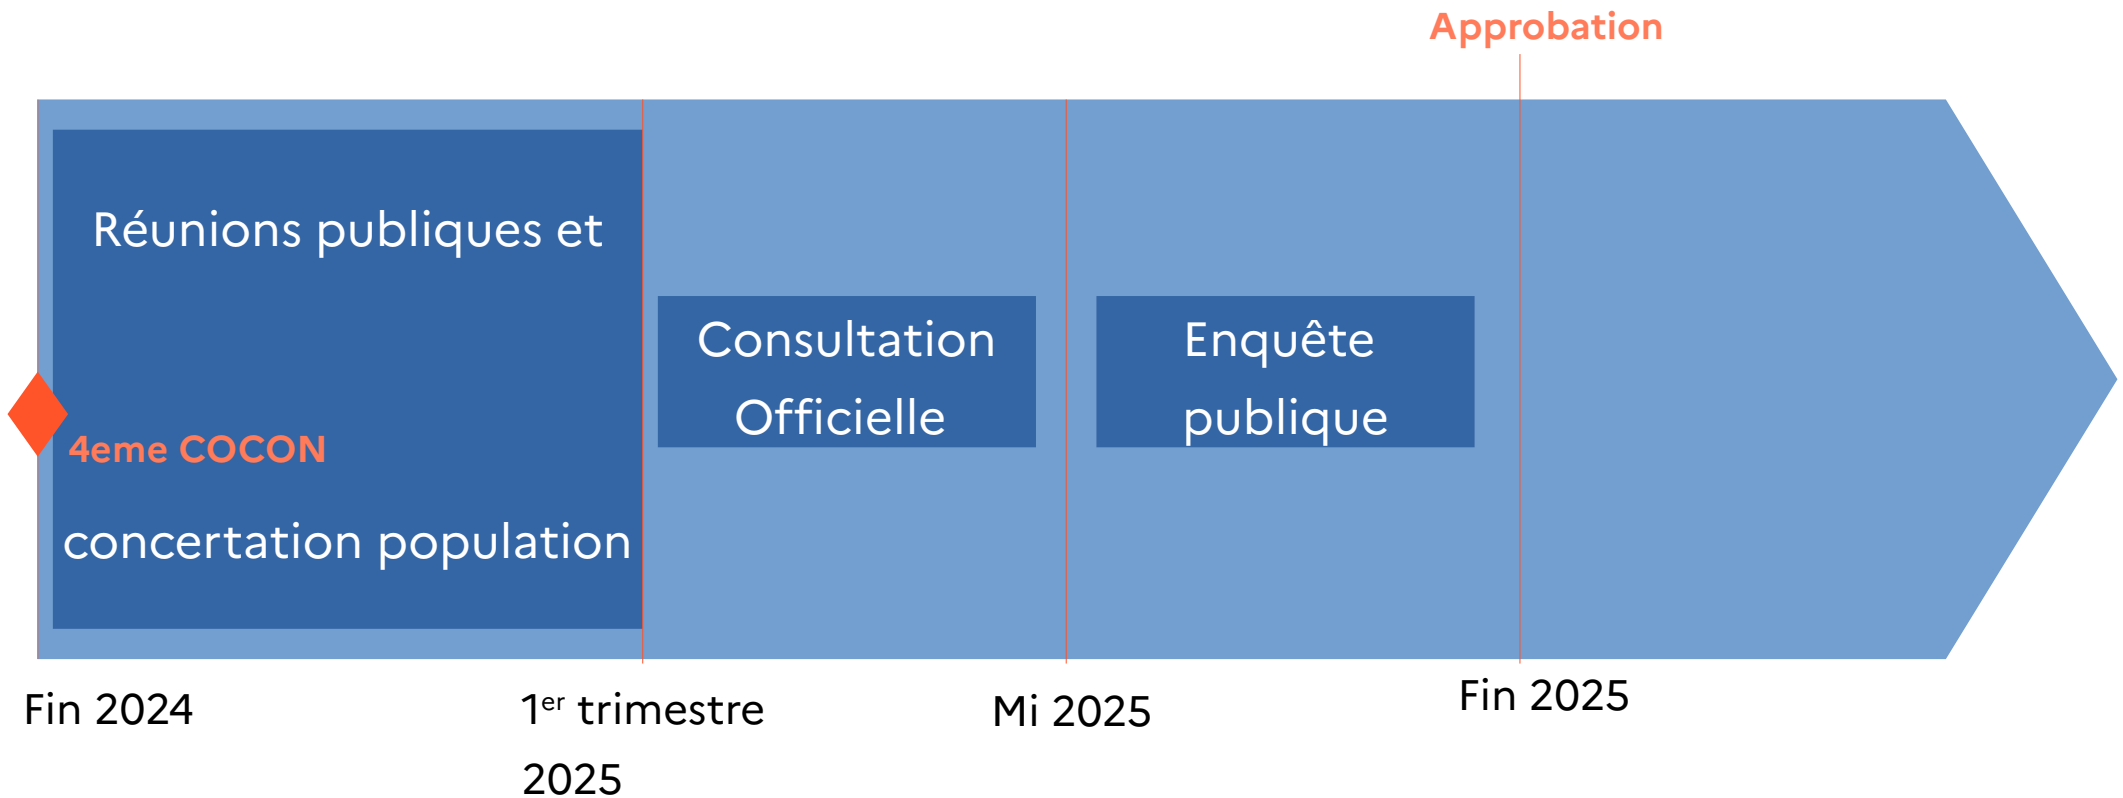 Approbation
Réunions publiques et
4eme COCON
concertation population
Consultation
Officielle
Enquête
publique
Fin 2024
1er trimestre
2025
Mi 2025
Fin 2025